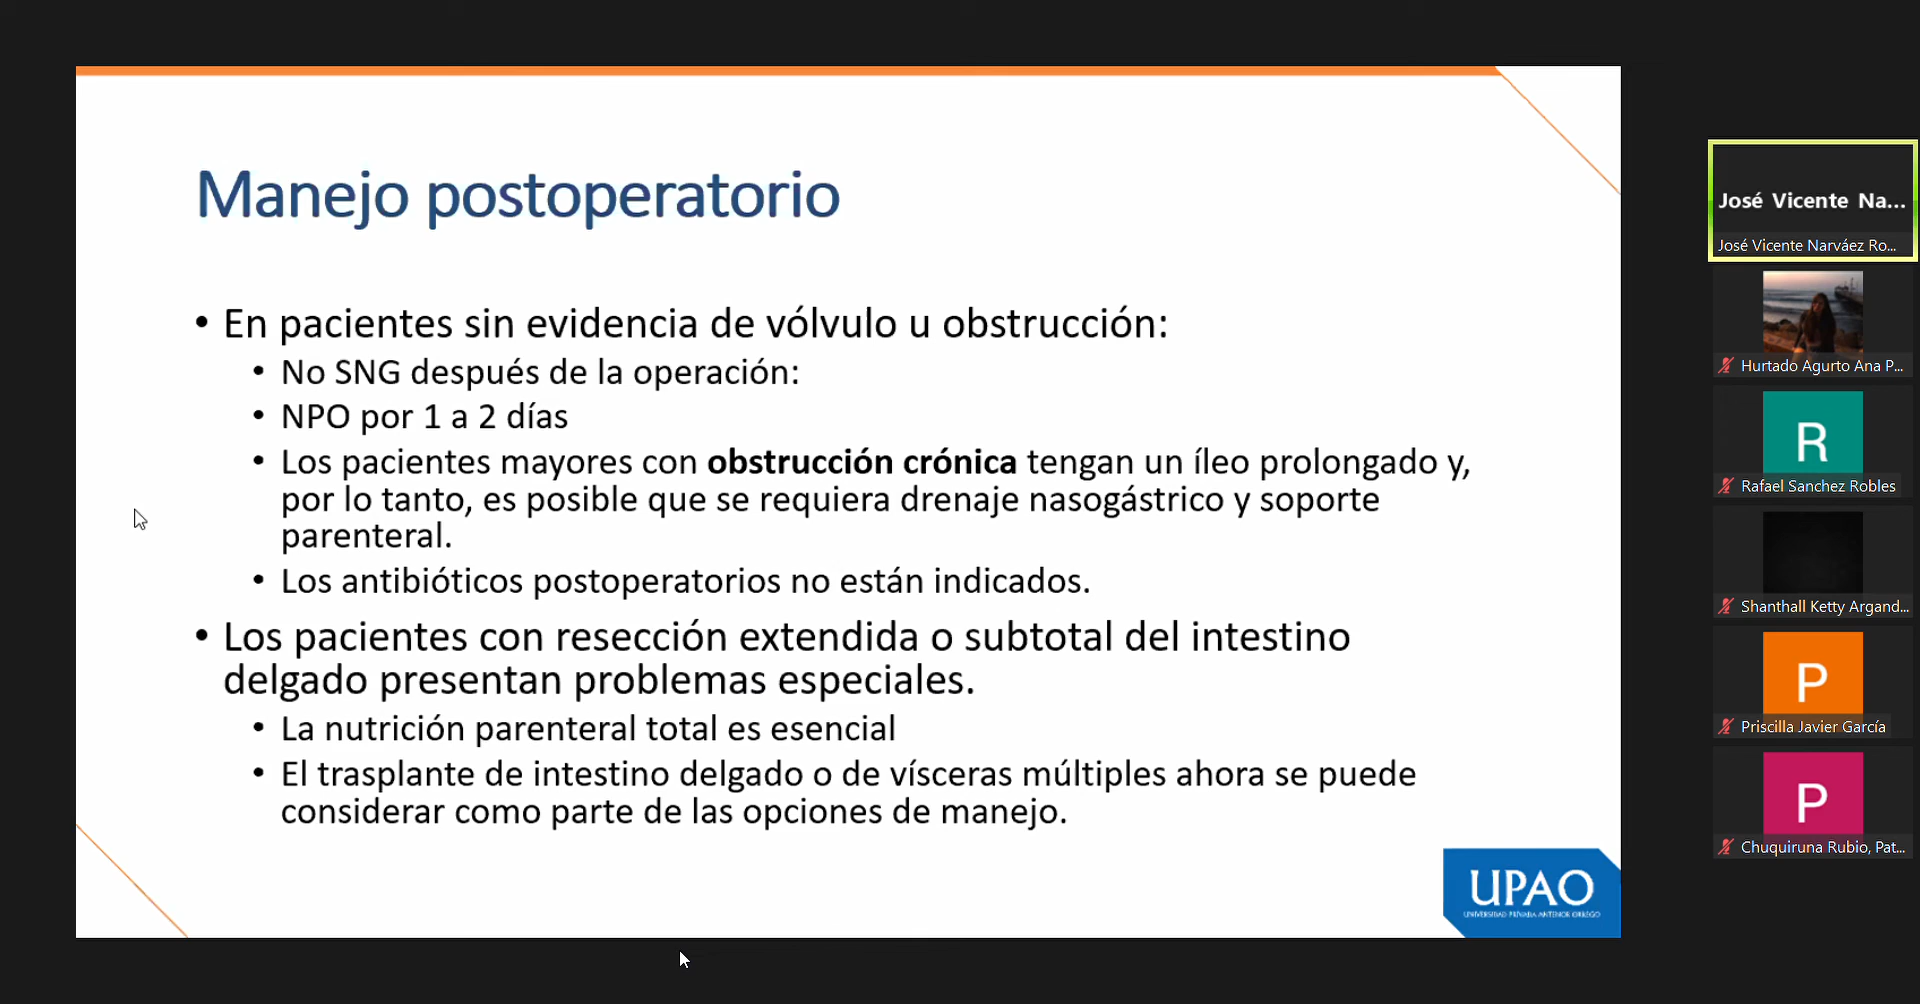 Manejo postoperatorio
• En pacientes sin evidencia de vólvulo u obstrucción:
• No SNG después de la operación:
• NPO por 1 a 2 días
• Los pacientes mayores con obstrucción crónica tengan un íleo prolongado y,
por lo tanto, es posible que se requiera drenaje nasogástrico y soporte
parenteral.
• Los antibióticos postoperatorios no están indicados.
• Los pacientes con resección extendida o subtotal del intestino
delgado presentan problemas especiales.
• La nutrición parenteral total es esencial
• El trasplante de intestino delgado o de vísceras múltiples ahora se puede
considerar como parte de las opciones de manejo.
UPAO
UNIVERSIDAD PRIVADA ANTENOR ORREGO
José Vicente Na...
José Vicente Narváez Ro...
Hurtado Agurto Ana P...
R
Rafael Sanchez Robles
Shanthall Ketty Argand...
P
Priscilla Javier García
P
Chuquiruna Rubio, Pat...